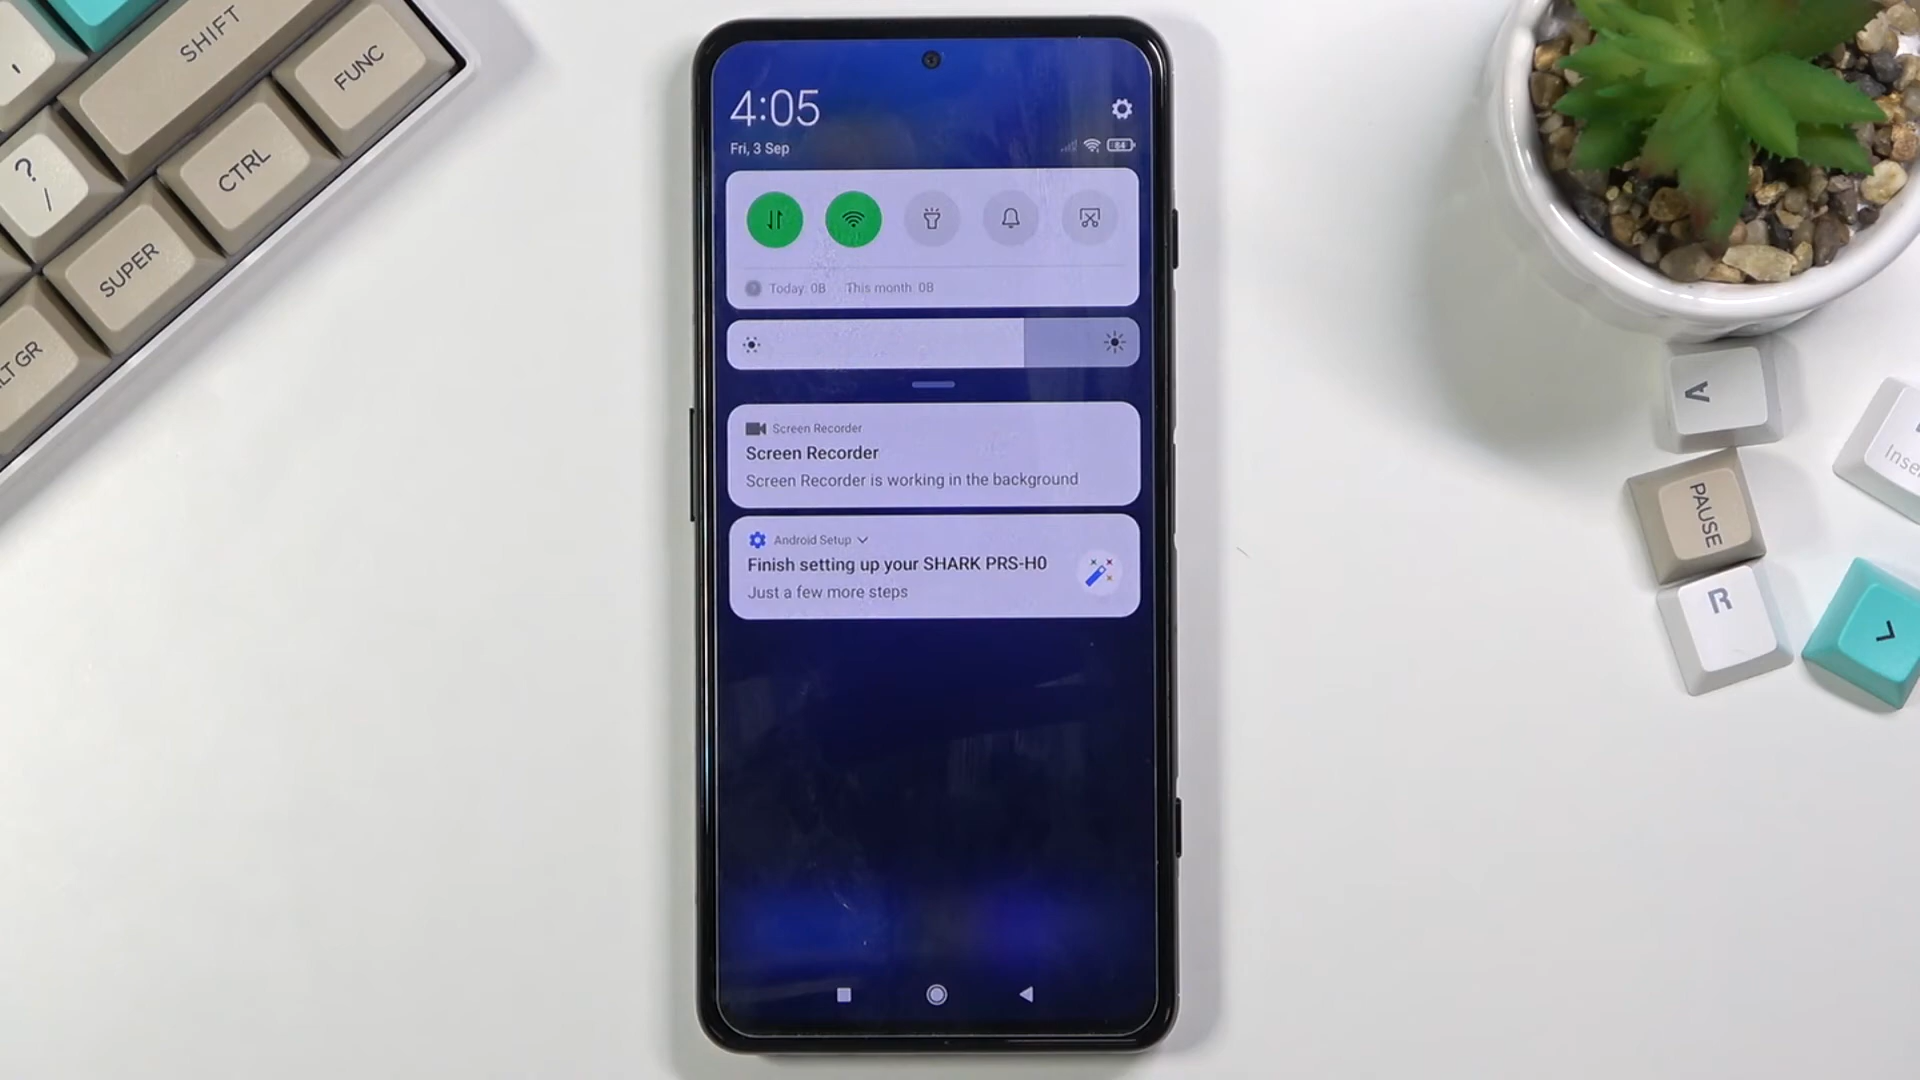 SHIFT
FUNC
?
/
CTRL
SUPER
LT GR
4:05
Fri, 3 Sep
84
Today: 0B This month: 0B
Screen Recorder
Screen Recorder
Screen Recorder is working in the background
Android Setup
Finish setting up your SHARK PRS-H0
Just a few more steps
A
Inse
PAUSE
R